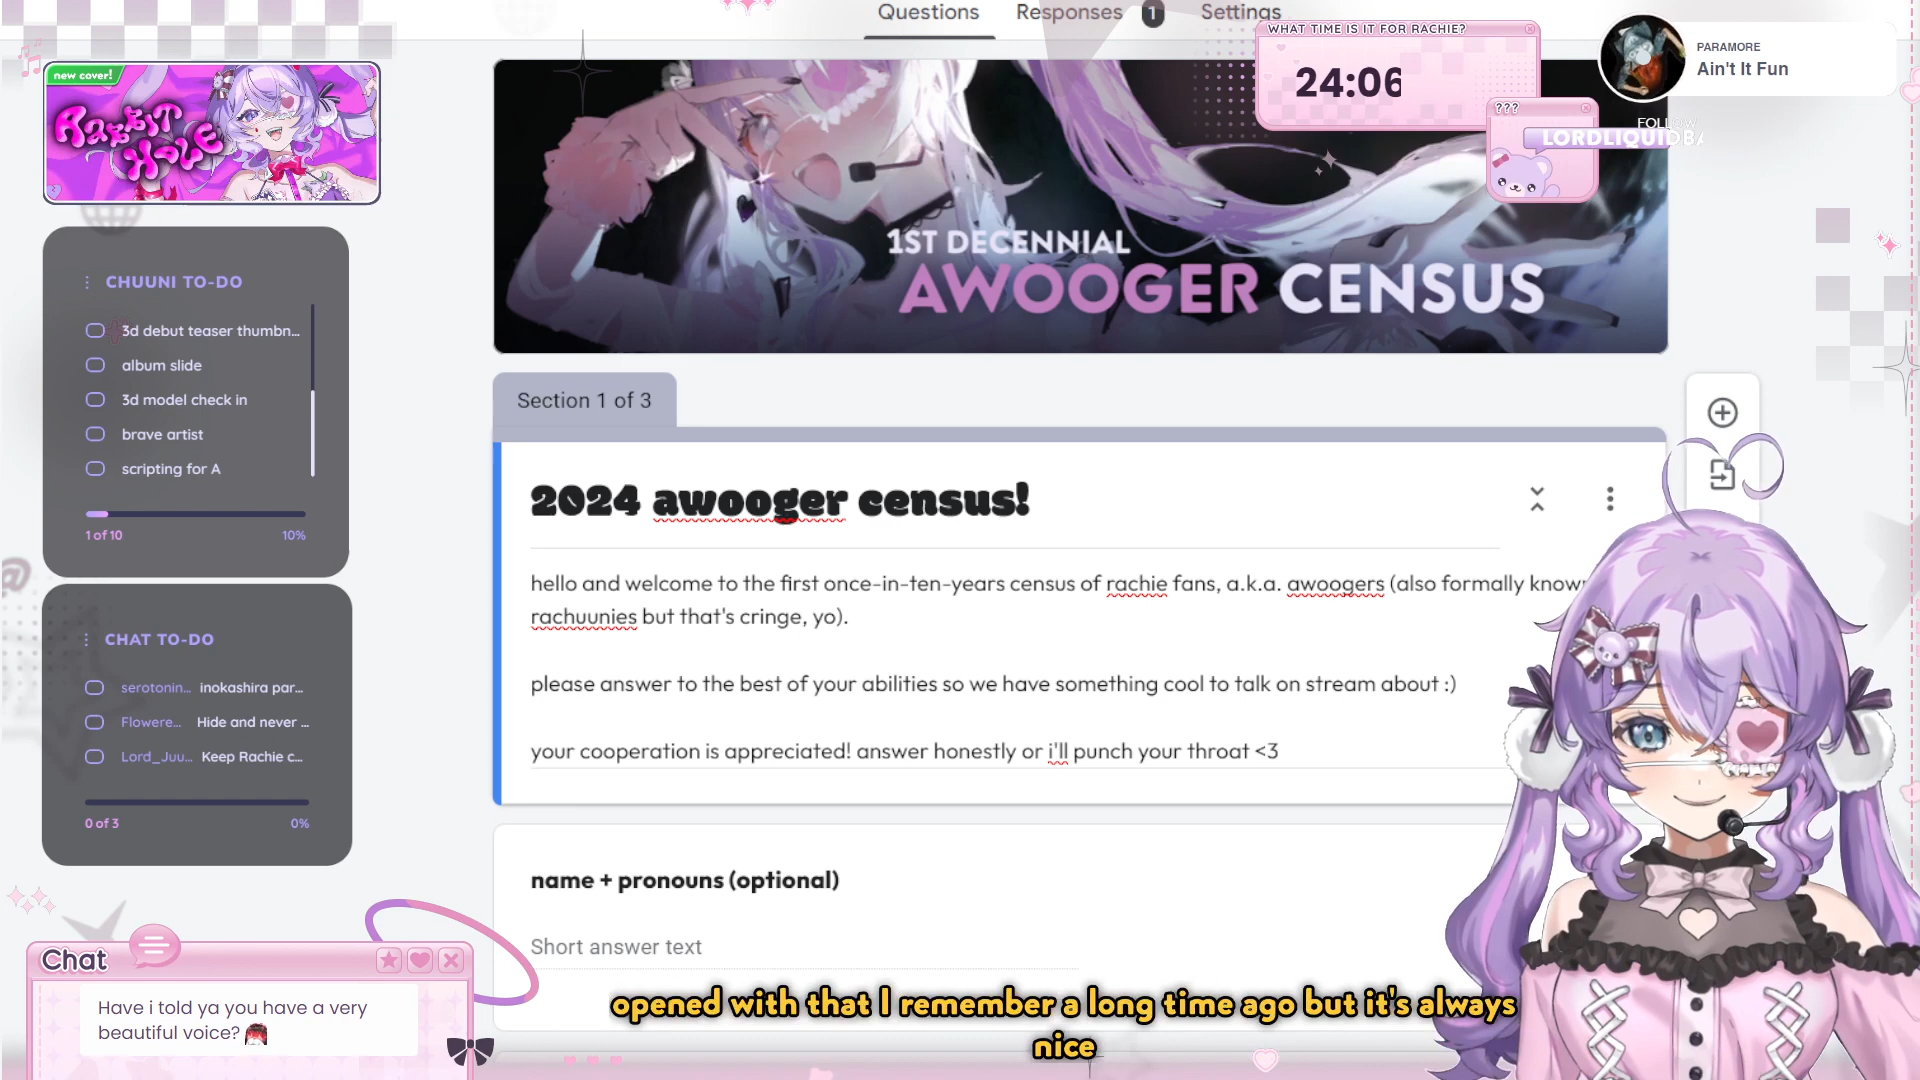 Questions
Responses 1
Settings
WHAT TIME IS IT FOR RACHIE?
24:06
PARAMORE
Ain't It Fun
???
FOLLOW
LORDLIQUIDBA
new cover!
RABBIT
HOLE
1ST DECENNIAL
AWOOGER CENSUS
CHUUNI TO-DO
3d debut teaser thumbn...
album slide
3d model check in
brave artist
scripting for A
1 of 10
10%
CHAT TO-DO
serotonin... inokashira par...
Flowere... Hide and never ...
Lord_Juu... Keep Rachie c...
0 of 3
0%
Section 1 of 3
2024 awooger census!
hello and welcome to the first once-in-ten-years census of rachie fans, a.k.a. awoogers (also formally known
rachuunies but that's cringe, yo).
please answer to the best of your abilities so we have something cool to talk on stream about :)
your cooperation is appreciated! answer honestly or i'll punch your throat <3
name + pronouns (optional)
Short answer text
Chat
Have i told ya you have a very
beautiful voice?
opened with that I remember a long time ago but it's always
nice